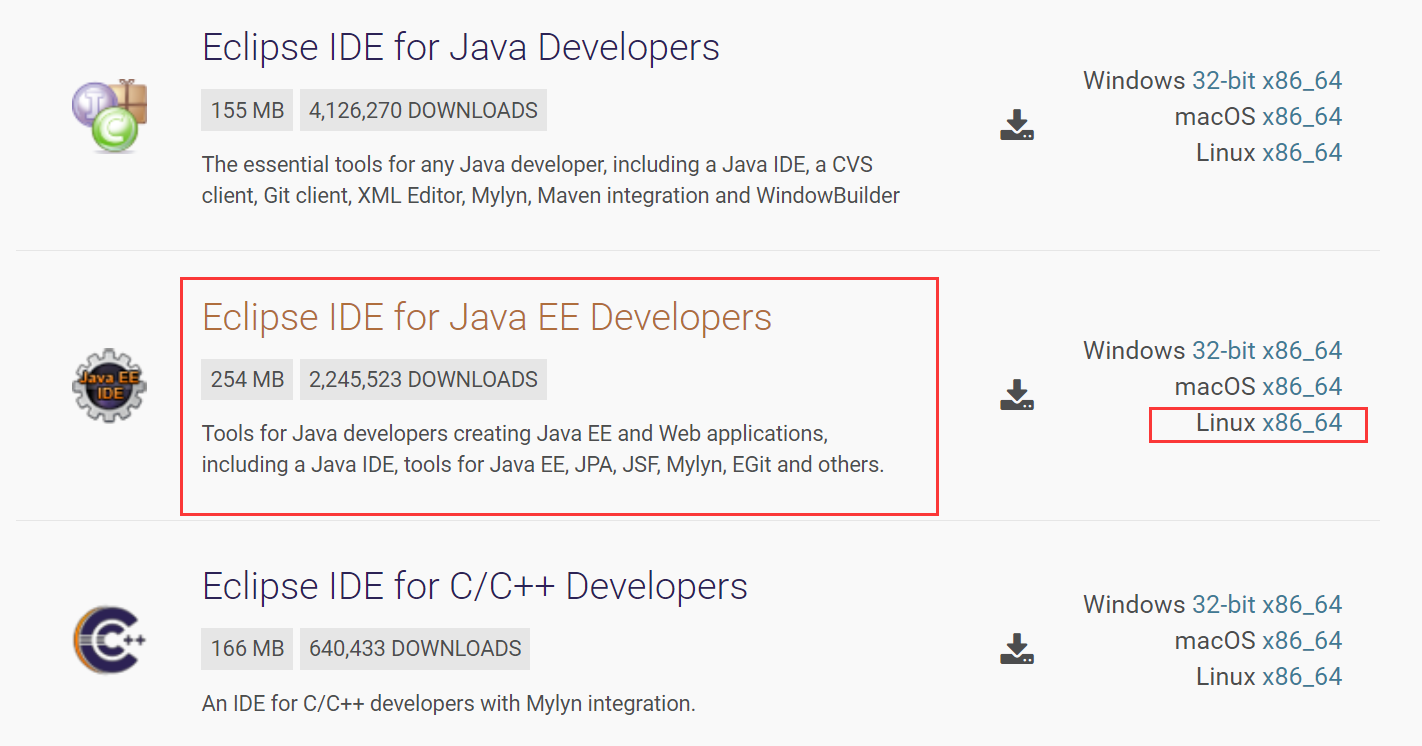 Eclipse IDE for Java Developers
155 MB 4,126,270 DOWNLOADS
The essential tools for any Java developer, including a Java IDE, a CVS
client, Git client, XML Editor, Mylyn, Maven integration and WindowBuilder
Windows 32-bit x86_64
macOS x86_64
Linux x86_64
J
C
Eclipse IDE for Java EE Developers
254 MB 2,245,523 DOWNLOADS
Tools for Java developers creating Java EE and Web applications,
including a Java IDE, tools for Java EE, JPA, JSF, Mylyn, EGit and others.
Windows 32-bit x86_64
macOS x86_64
Linux x86_64
Java EE
IDE
Eclipse IDE for C/C++ Developers
166 MB 640,433 DOWNLOADS
An IDE for C/C++ developers with Mylyn integration.
Windows 32-bit x86_64
macOS x86_64
Linux x86_64
C++